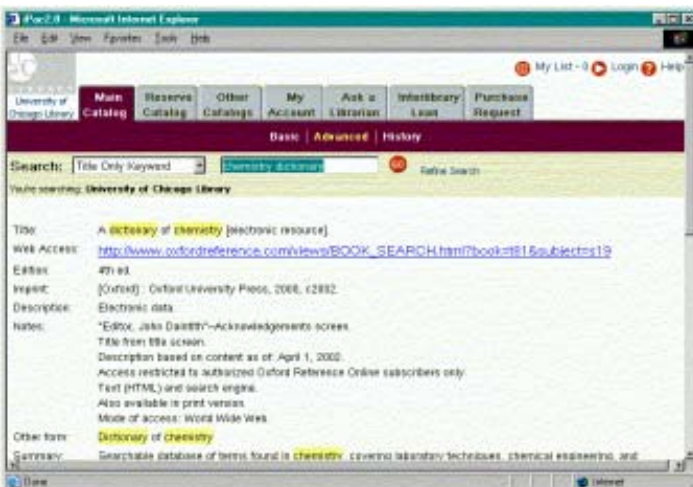 iPac2.0 - Microsoft Internet Explorer
File Edit View Favorites Tools Help
My List - 0 Login Help
University of
Chicago Library
Main
Catalog
Reserve
Catalog
Other
Catalogs
My
Account
Ask a
Librarian
Interlibrary
Loan
Purchase
Request
Basic | Advanced | History
Search: Title Only Keyword chemistry dictionary GO Refine Search
You're searching: University of Chicago Library
Title: A dictionary of chemistry [electronic resource].
Web Access: http://www.oxfordreference.com/views/BOOK_SEARCH.html?book=t81&subject=s19
Edition: 4th ed.
Imprint: [Oxford] : Oxford University Press, 2000, c2002.
Description: Electronic data.
Notes: "Editor, John Daintith"--Acknowledgements screen.
Title from title screen.
Description based on content as of: April 1, 2002.
Access restricted to authorized Oxford Reference Online subscribers only.
Text (HTML) and search engine.
Also available in print version.
Mode of access: World Wide Web.
Other form: Dictionary of chemistry
Summary: Searchable database of terms found in chemistry, covering laboratory techniques, chemical engineering, and
Done Internet